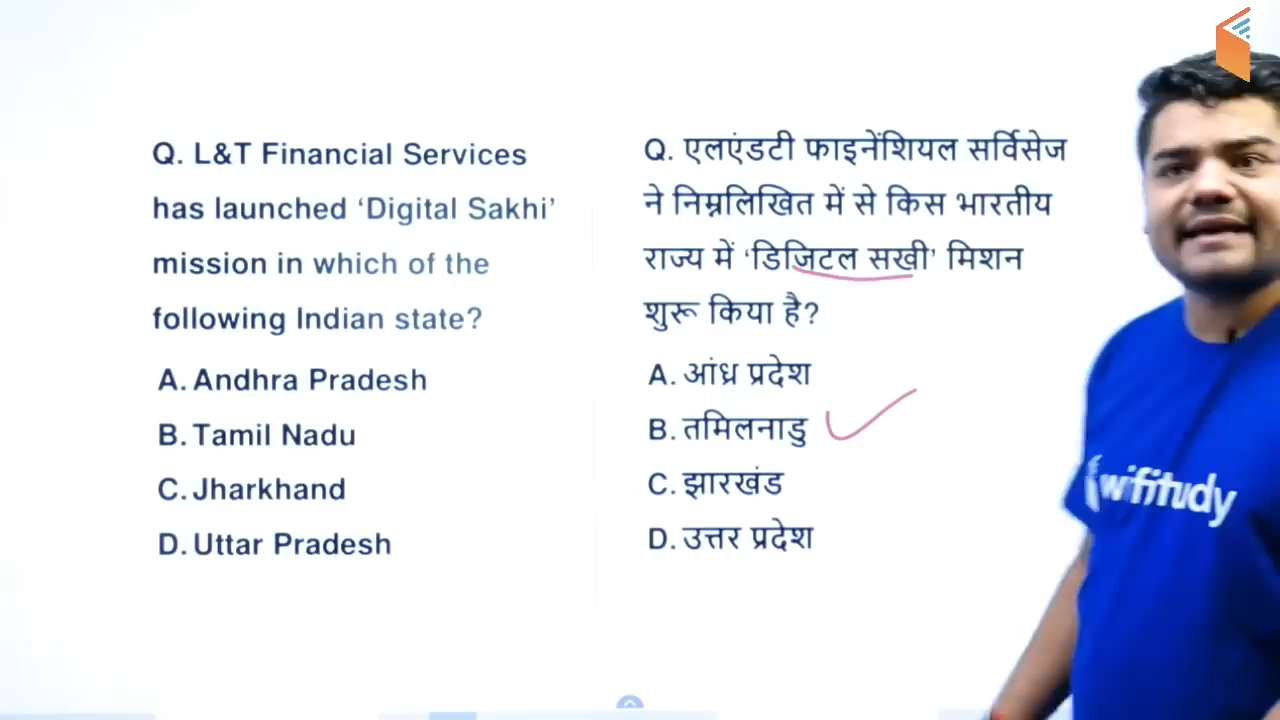 Q. L&T Financial Services
has launched ‘Digital Sakhi’
mission in which of the
following Indian state?
A. Andhra Pradesh
B. Tamil Nadu
C. Jharkhand
D. Uttar Pradesh
Q. एलएंडटी फाइनेंशियल सर्विसेज
ने निम्नलिखित में से किस भारतीय
राज्य में ‘डिजिटल सखी’ मिशन
शुरू किया है?
A. आंध्र प्रदेश
B. तमिलनाडु
C. झारखंड
D. उत्तर प्रदेश
wifitudy